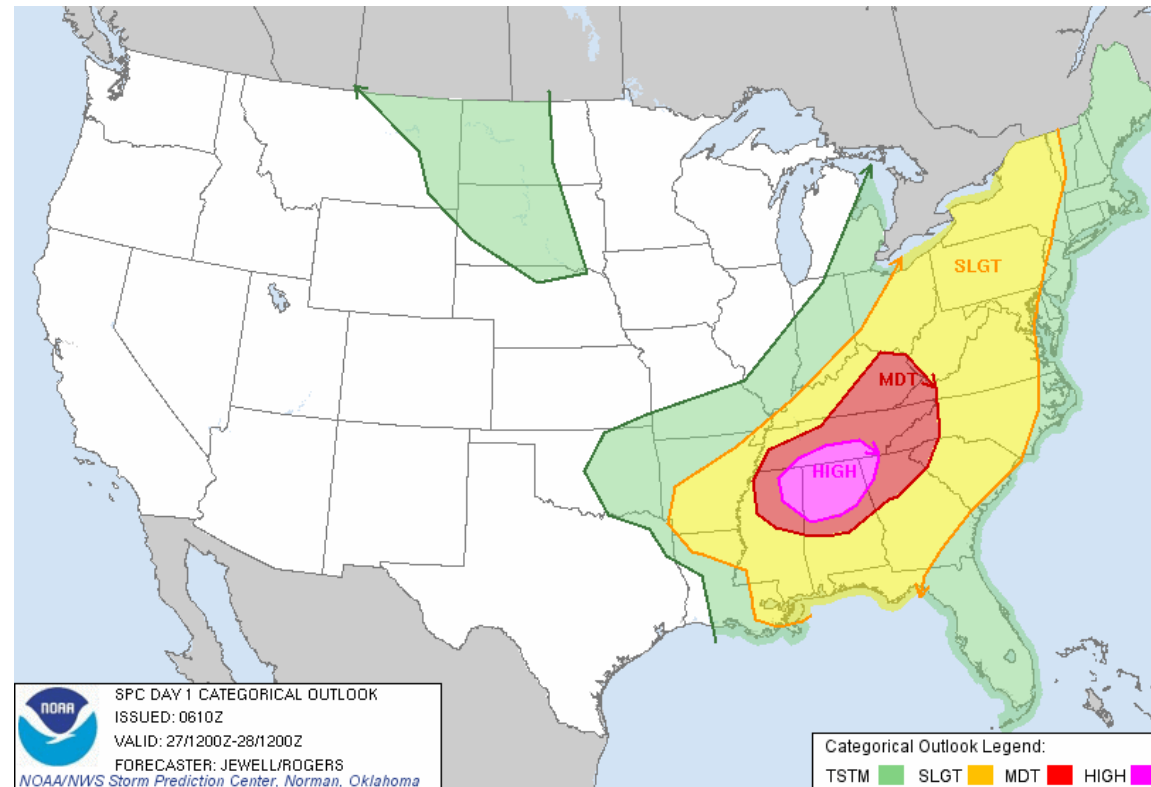 SLGT
MDT
HIGH
NOAA
SPC DAY 1 CATEGORICAL OUTLOOK
ISSUED: 0610Z
VALID: 27/1200Z-28/1200Z
FORECASTER: JEWELL/ROGERS
NOAA/NWS Storm Prediction Center, Norman, Oklahoma
Categorical Outlook Legend:
TSTM SLGT MDT HIGH